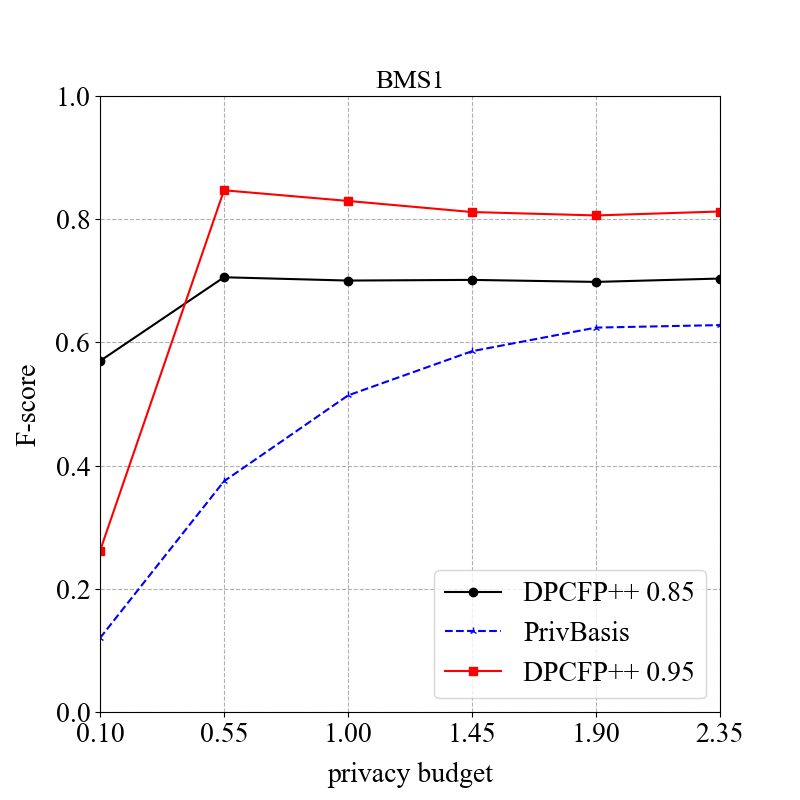 BMS1
1.0
0.8
0.6
0.4
0.2
0.0
F-score
DPCFP++ 0.85
PrivBasis
DPCFP++ 0.95
0.10 0.55 1.00 1.45 1.90 2.35
privacy budget